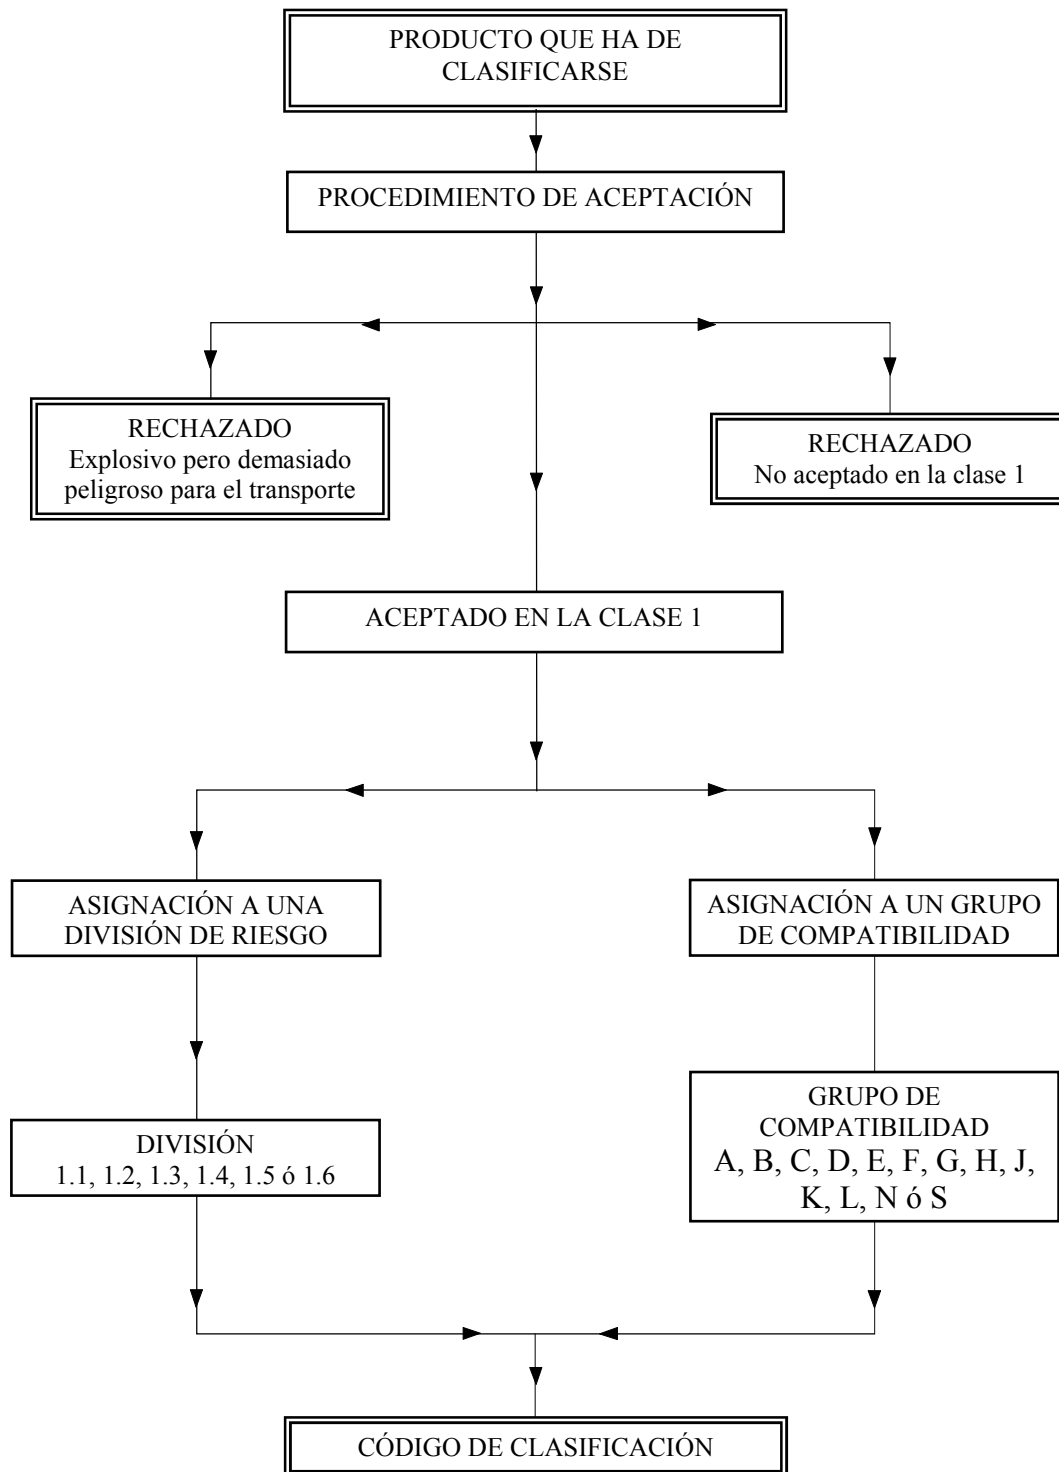 PRODUCTO QUE HA DE
CLASIFICARSE
PROCEDIMIENTO DE ACEPTACIÓN
RECHAZADO
Explosivo pero demasiado
peligroso para el transporte
RECHAZADO
No aceptado en la clase 1
ACEPTADO EN LA CLASE 1
ASIGNACIÓN A UNA
DIVISIÓN DE RIESGO
ASIGNACIÓN A UN GRUPO
DE COMPATIBILIDAD
DIVISIÓN
1.1, 1.2, 1.3, 1.4, 1.5 ó 1.6
GRUPO DE
COMPATIBILIDAD
A, B, C, D, E, F, G, H, J,
K, L, N ó S
CÓDIGO DE CLASIFICACIÓN